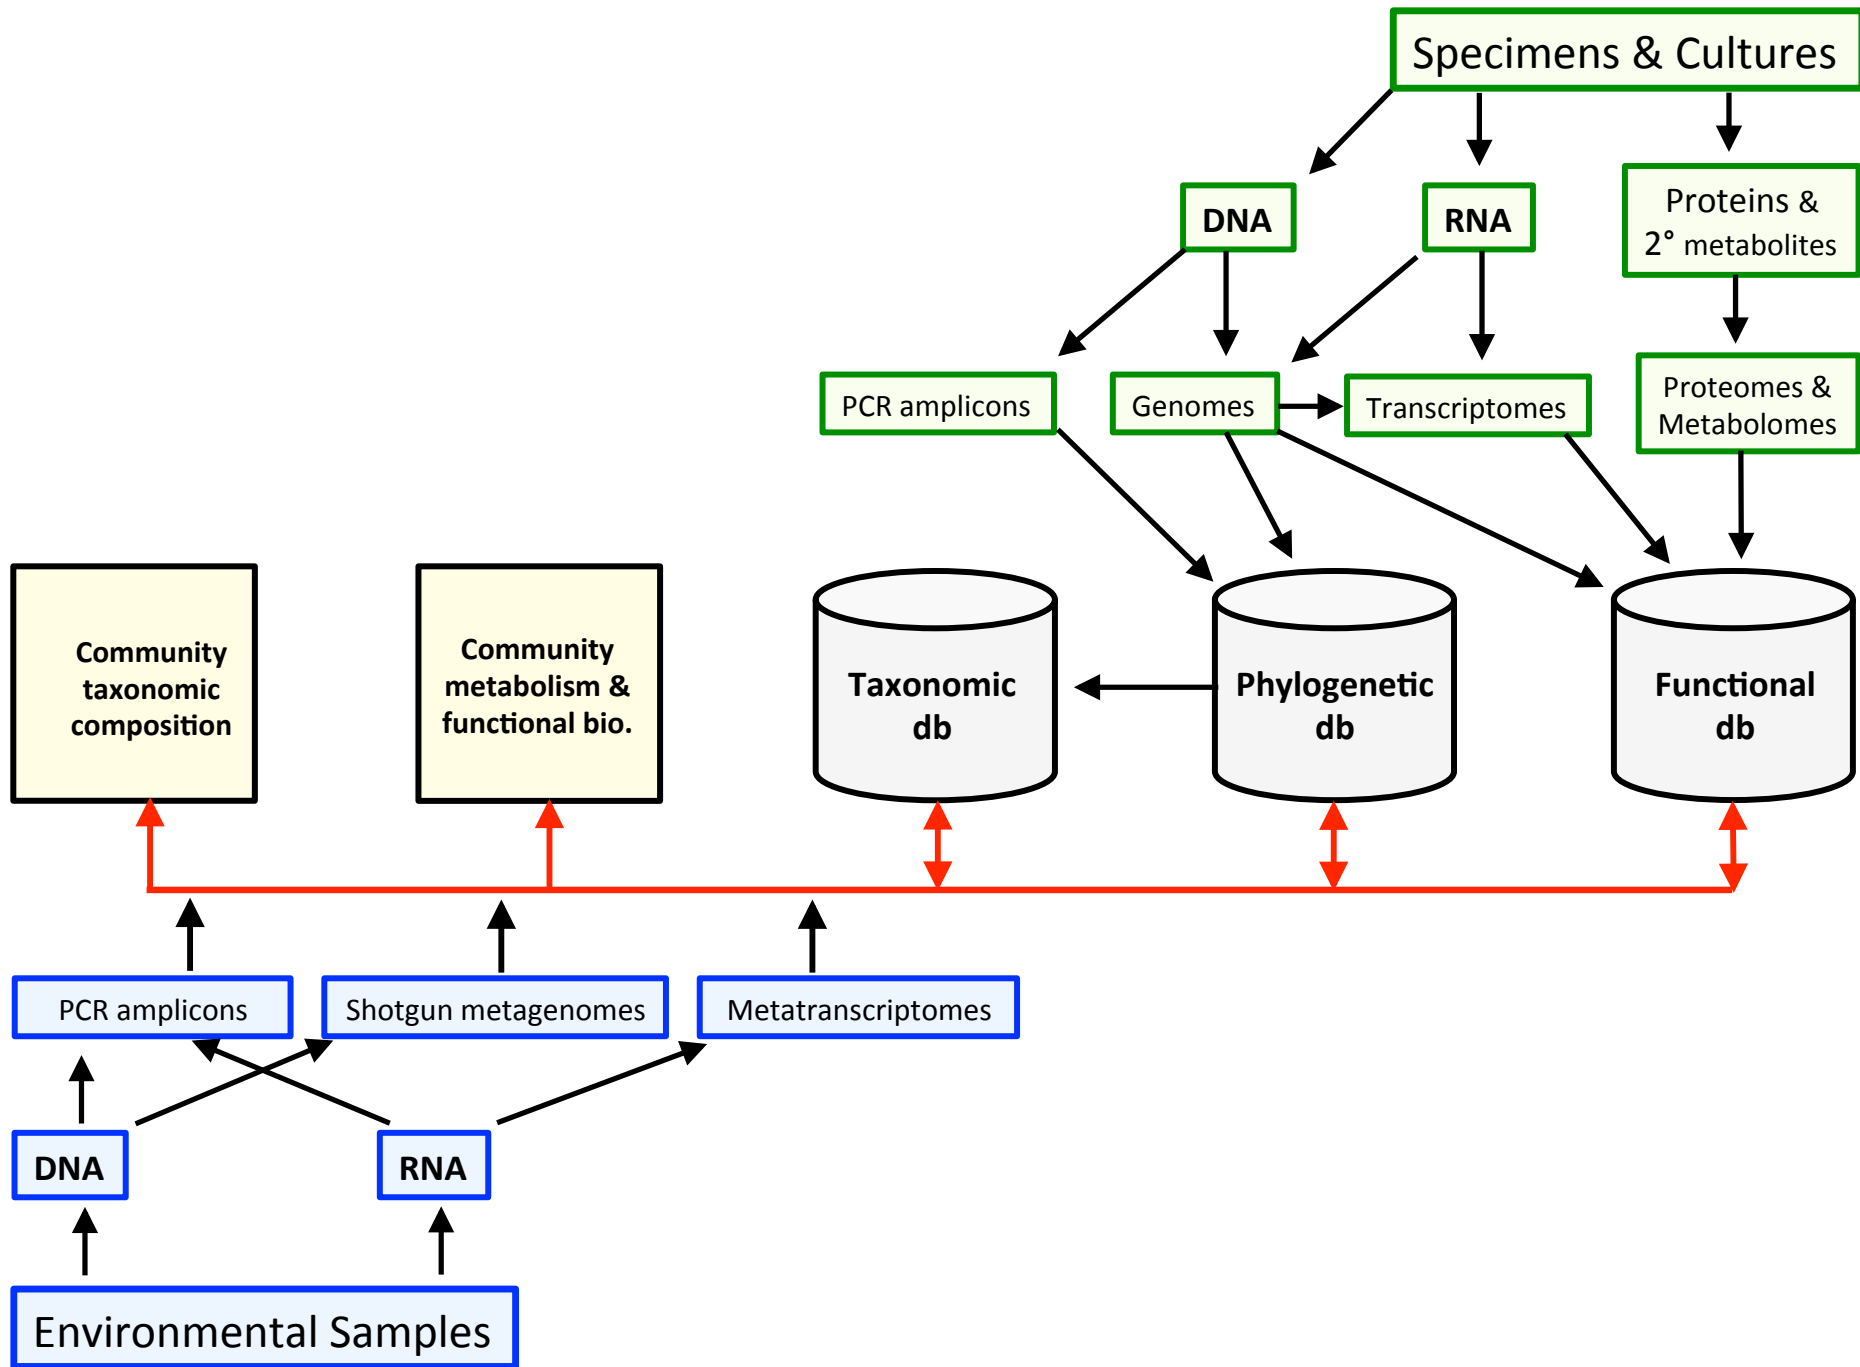 Specimens & Cultures
DNA
RNA
Proteins &
2° metabolites
PCR amplicons
Genomes
Transcriptomes
Proteomes &
Metabolomes
Community
taxonomic
composition
Community
metabolism &
functional bio.
Taxonomic
db
Phylogenetic
db
Functional
db
PCR amplicons
Shotgun metagenomes
Metatranscriptomes
DNA
RNA
Environmental Samples